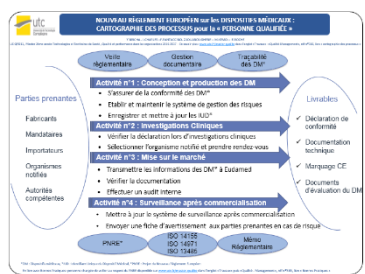 utc
NOUVEAU RÈGLEMENT EUROPÉEN sur les DISPOSITIFS MÉDICAUX :
CARTOGRAPHIE DES PROCESSUS pour la « PERSONNE QUALIFIÉE »
Veille réglementaire
Gestion documentaire
Traçabilité des DM*
Parties prenantes
Fabricants
Mandataires
Importateurs
Organismes notifiés
Autorités compétentes
Activité n°1 : Conception et production des DM
• S'assurer de la conformité des DM*
• Etablir et maintenir le système de gestion des risques
• Enregistrer et mettre à jour les IUD*
Activité n°2 : Investigations Cliniques
• Vérifier la déclaration lors d'investigations cliniques
• Sélectionner l'organisme notifié et prendre rendez-vous
Activité n°3 : Mise sur le marché
• Transmettre les informations des DM* à Eudamed
• Vérifier la documentation
• Effectuer un audit interne
Activité n°4 : Surveillance après commercialisation
• Mettre à jour le système de surveillance après commercialisation
• Envoyer une fiche d'avertissement aux parties prenantes en cas de risque
Livrables
✓ Déclaration de conformité
✓ Documentation technique
✓ Marquage CE
✓ Documents d'évaluation du DM
PNRE*
ISO 14155
ISO 14971
ISO 13485
Mémo Réglementaire